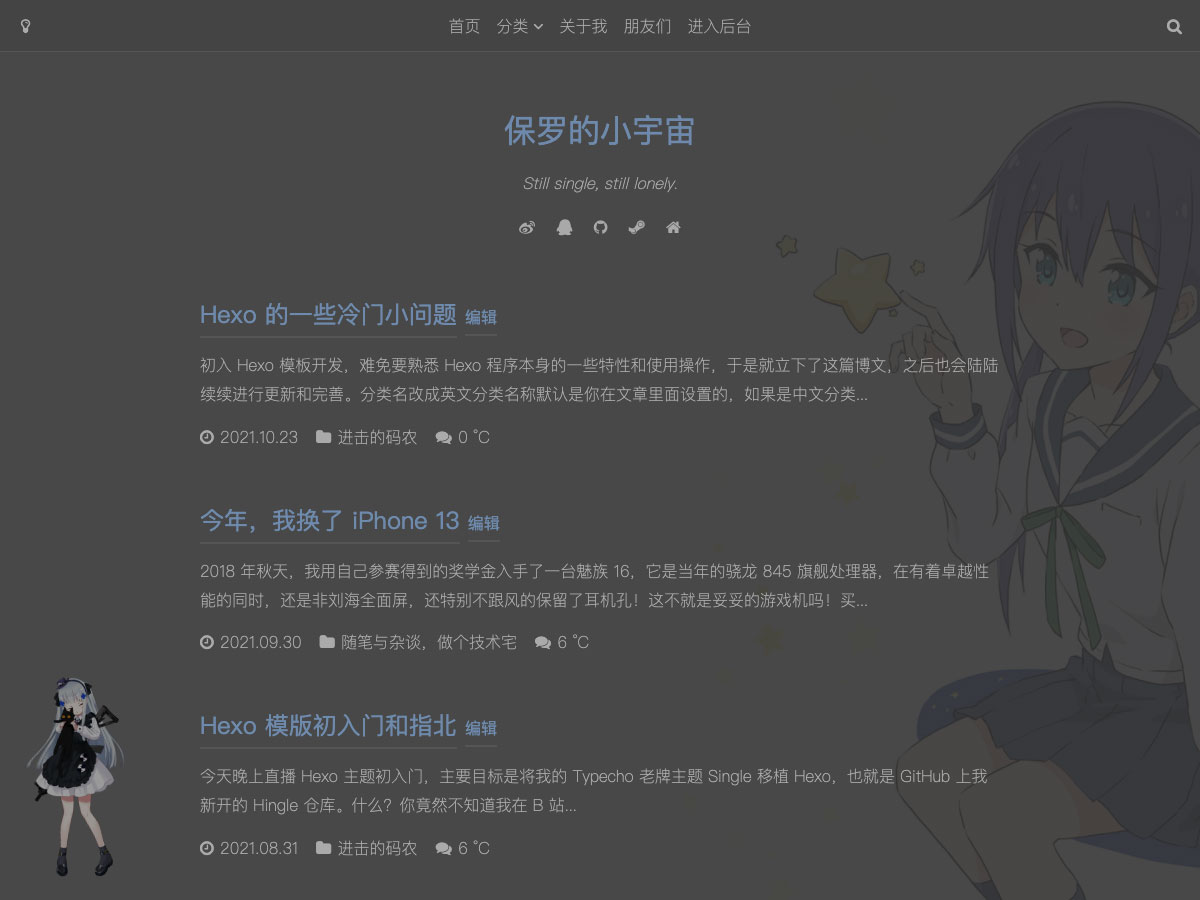 首页 分类 关于我 朋友们 进入后台
保罗的小宇宙
Still single, still lonely.
Hexo 的一些冷门小问题 编辑
初入 Hexo 模板开发，难免要熟悉 Hexo 程序本身的一些特性和使用操作，于是就立下了这篇博文，之后也会陆陆
续续进行更新和完善。分类名改成英文分类名称默认是你在文章里面设置的，如果是中文分类...
2021.10.23 进击的码农 0 ℃
今年，我换了 iPhone 13 编辑
2018 年秋天，我用自己参赛得到的奖学金入手了一台魅族 16，它是当年的骁龙 845 旗舰处理器，在有着卓越性
能的同时，还是非刘海全面屏，还特别不跟风的保留了耳机孔！这不就是妥妥的游戏机吗！买...
2021.09.30 随笔与杂谈，做个技术宅 6 ℃
Hexo 模版初入门和指北 编辑
今天晚上直播 Hexo 主题初入门，主要目标是将我的 Typecho 老牌主题 Single 移植 Hexo，也就是 GitHub 上我
新开的 Hingle 仓库。什么？你竟然不知道我在 B 站...
2021.08.31 进击的码农 6 ℃